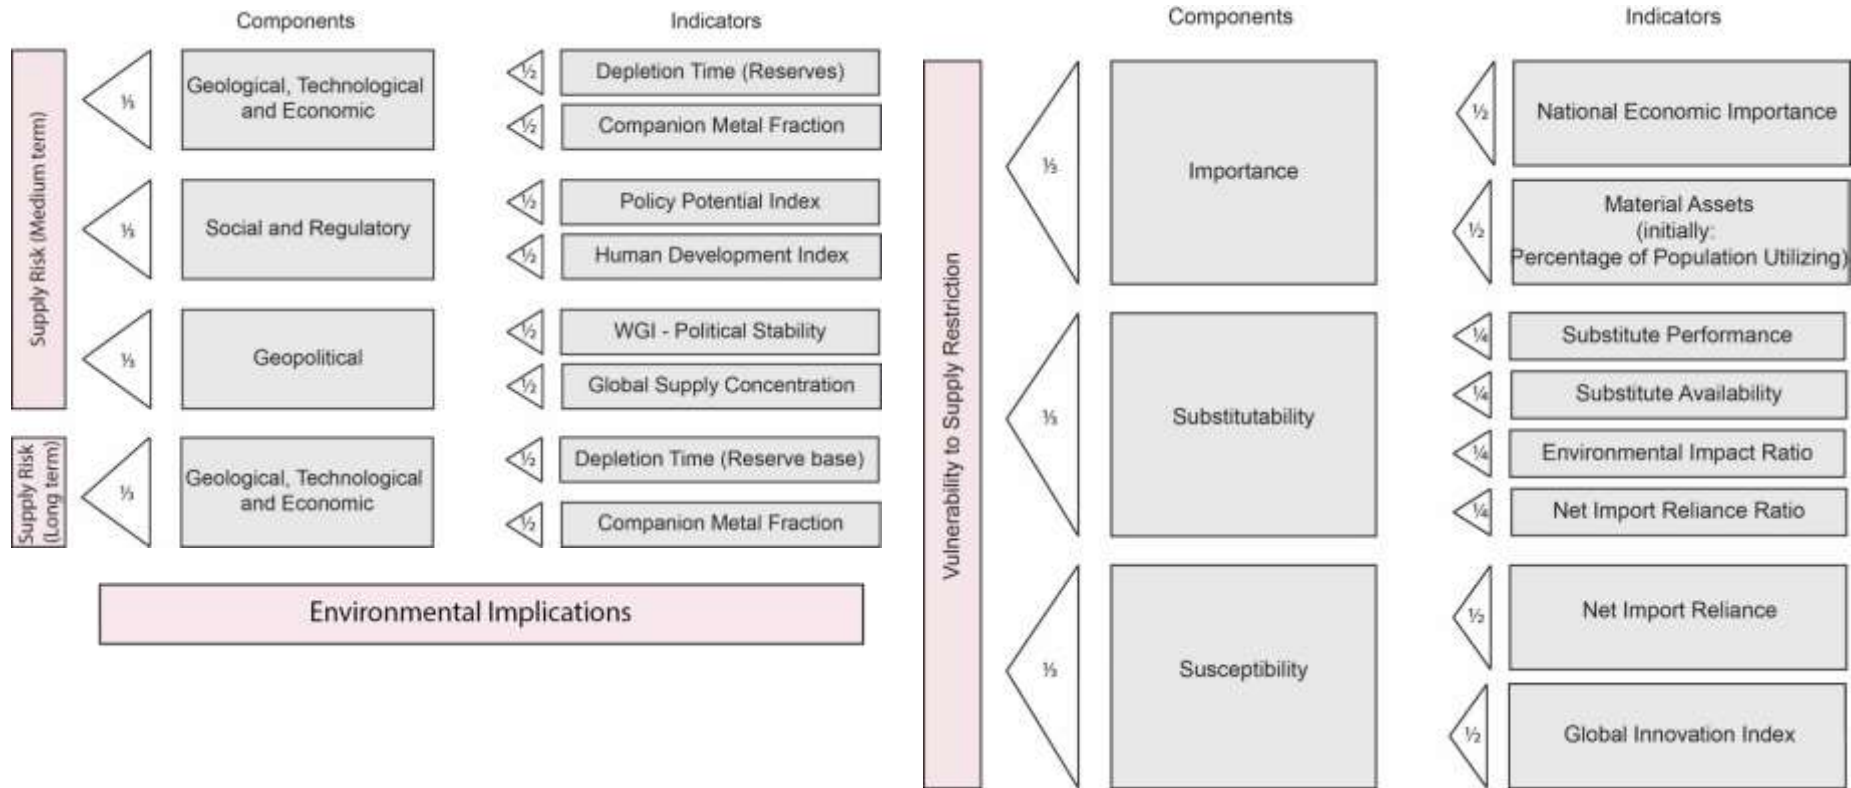 Components
Indicators
Supply Risk (Medium term)
⅓
Geological, Technological
and Economic
½
Depletion Time (Reserves)
½
Companion Metal Fraction
⅓
Social and Regulatory
½
Policy Potential Index
½
Human Development Index
⅓
Geopolitical
½
WGI - Political Stability
½
Global Supply Concentration
Supply Risk
(Long term)
⅓
Geological, Technological
and Economic
½
Depletion Time (Reserve base)
½
Companion Metal Fraction
Environmental Implications
Components
Indicators
Vulnerability to Supply Restriction
⅓
Importance
½
National Economic Importance
½
Material Assets
(initially:
Percentage of Population Utilizing)
⅓
Substitutability
¼
Substitute Performance
¼
Substitute Availability
¼
Environmental Impact Ratio
¼
Net Import Reliance Ratio
⅓
Susceptibility
½
Net Import Reliance
½
Global Innovation Index